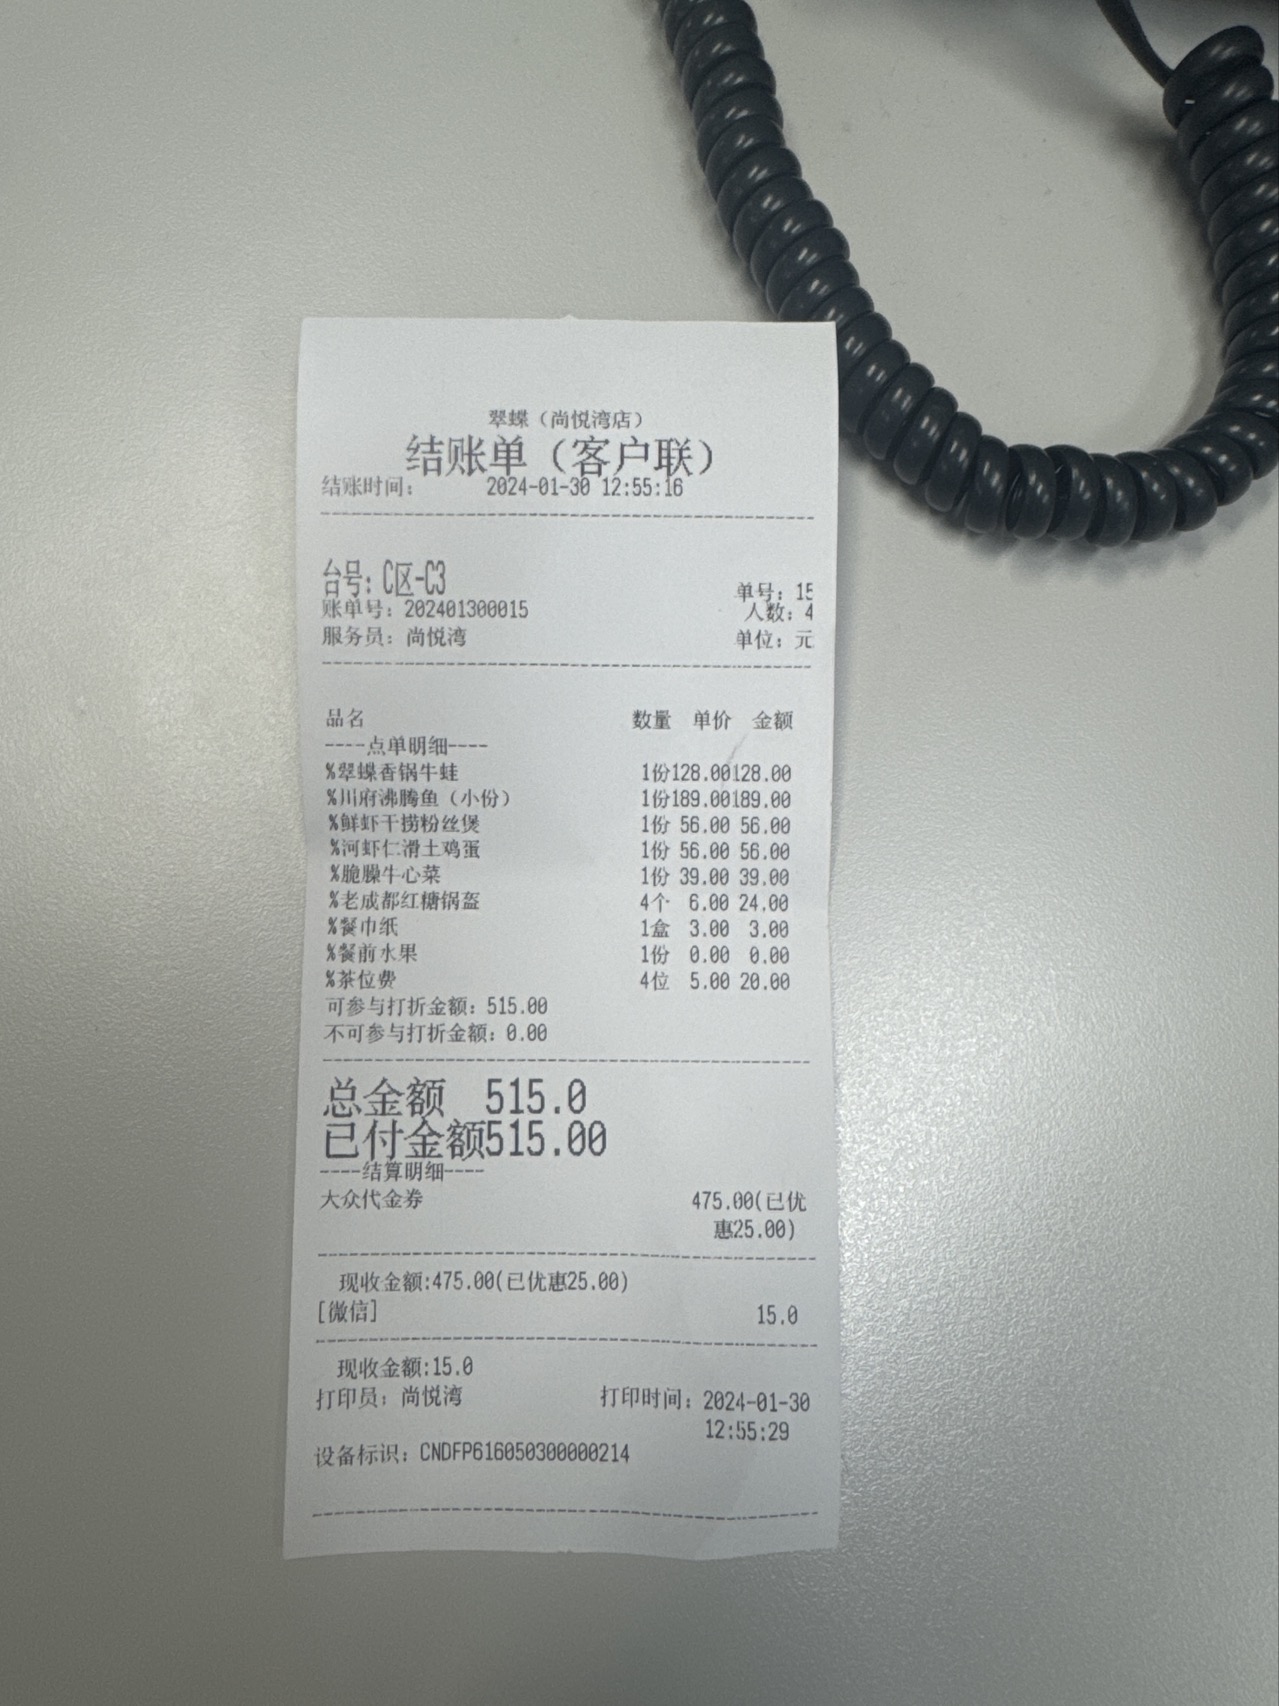 翠蝶（尚悦湾店）
结账单（客户联）
结账时间： 2024-01-30 12:55:16
台号：C区-C3
单号：15
账单号：202401300015 人数：4
服务员：尚悦湾 单位：元
品名 数量 单价 金额
----点单明细----
%翠蝶香锅牛蛙 1份128.00128.00
%川府沸腾鱼（小份） 1份189.00189.00
%鲜虾干捞粉丝煲 1份 56.00 56.00
%河虾仁滑土鸡蛋 1份 56.00 56.00
%脆臊牛心菜 1份 39.00 39.00
%老成都红糖锅盔 4个 6.00 24.00
%餐巾纸 1盒 3.00 3.00
%餐前水果 1份 0.00 0.00
%茶位费 4位 5.00 20.00
可参与打折金额：515.00
不可参与打折金额：0.00
总金额 515.0
已付金额515.00
----结算明细----
大众代金券 475.00(已优
惠25.00)
现收金额:475.00(已优惠25.00)
[微信] 15.0
现收金额:15.0
打印员：尚悦湾 打印时间：2024-01-30
12:55:29
设备标识：CNDFP616050300000214